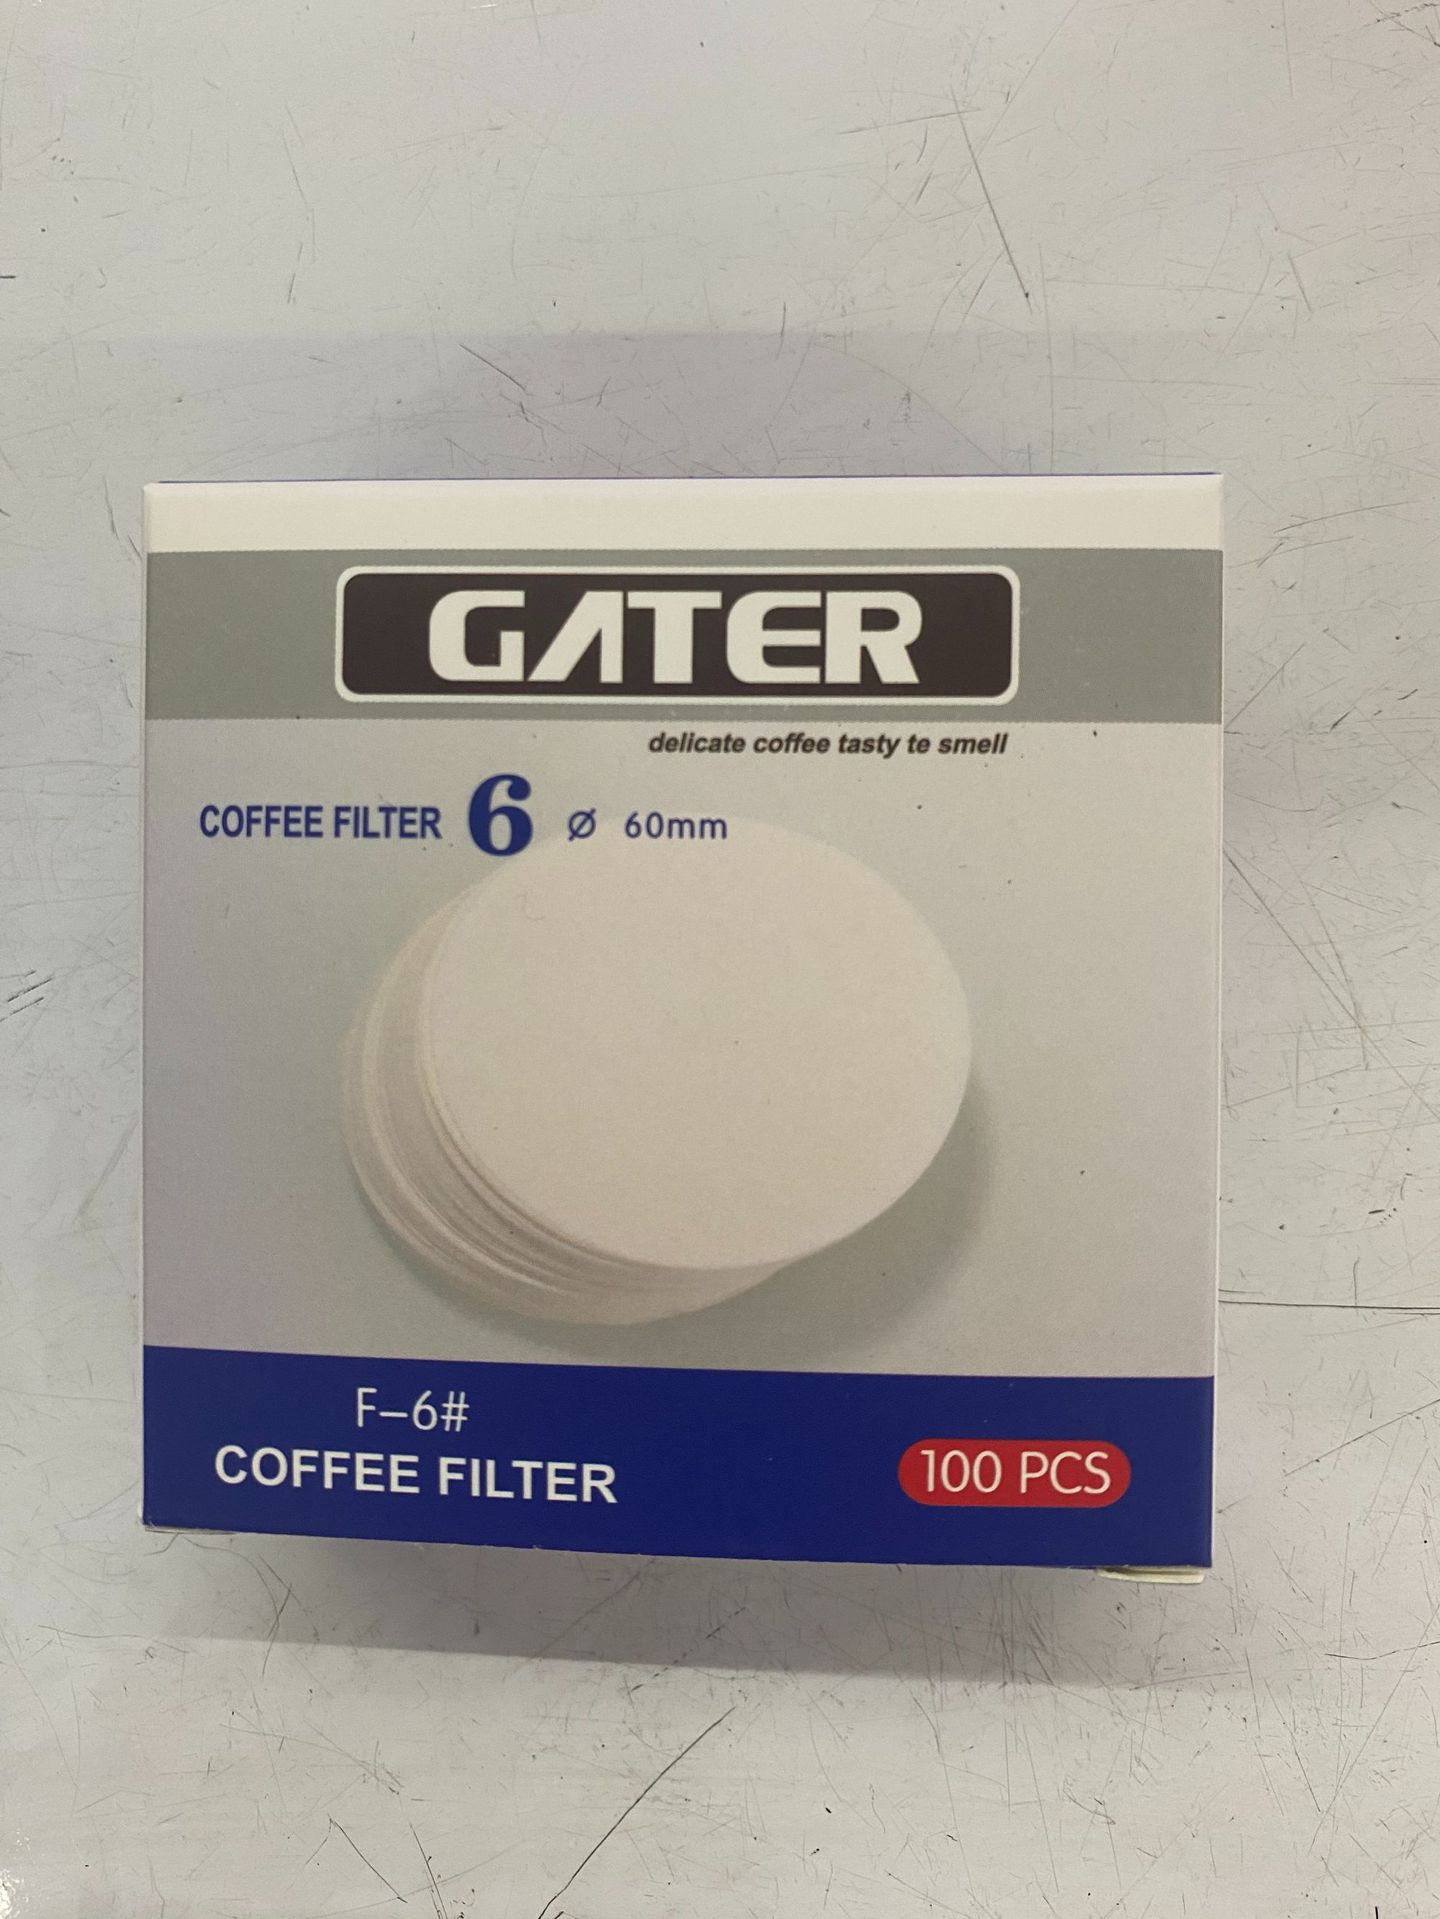 GATER
delicate coffee tasty te smell
COFFEE FILTER 6 Ø 60mm
F-6#
COFFEE FILTER
100 PCS